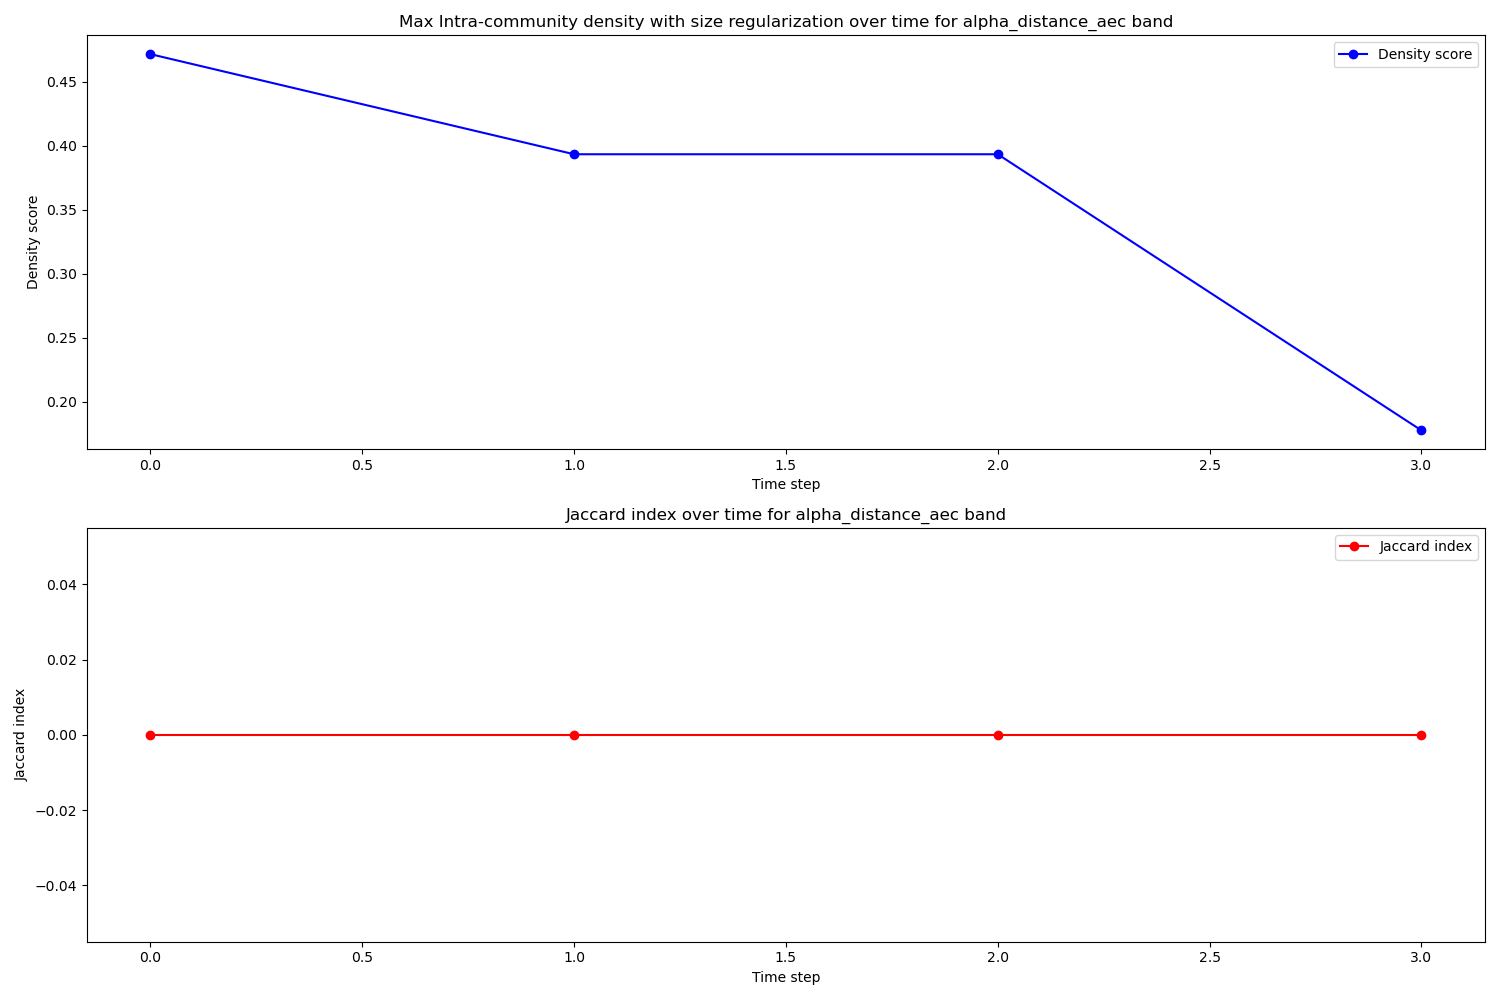 Max Intra-community density with size regularization over time for alpha_distance_aec band
Density score
0.45
0.40
0.35
0.30
0.25
0.20
Density score
0.0 0.5 1.0 1.5 2.0 2.5 3.0
Time step
Jaccard index over time for alpha_distance_aec band
Jaccard index
0.04
0.02
0.00
−0.02
−0.04
Jaccard index
0.0 0.5 1.0 1.5 2.0 2.5 3.0
Time step